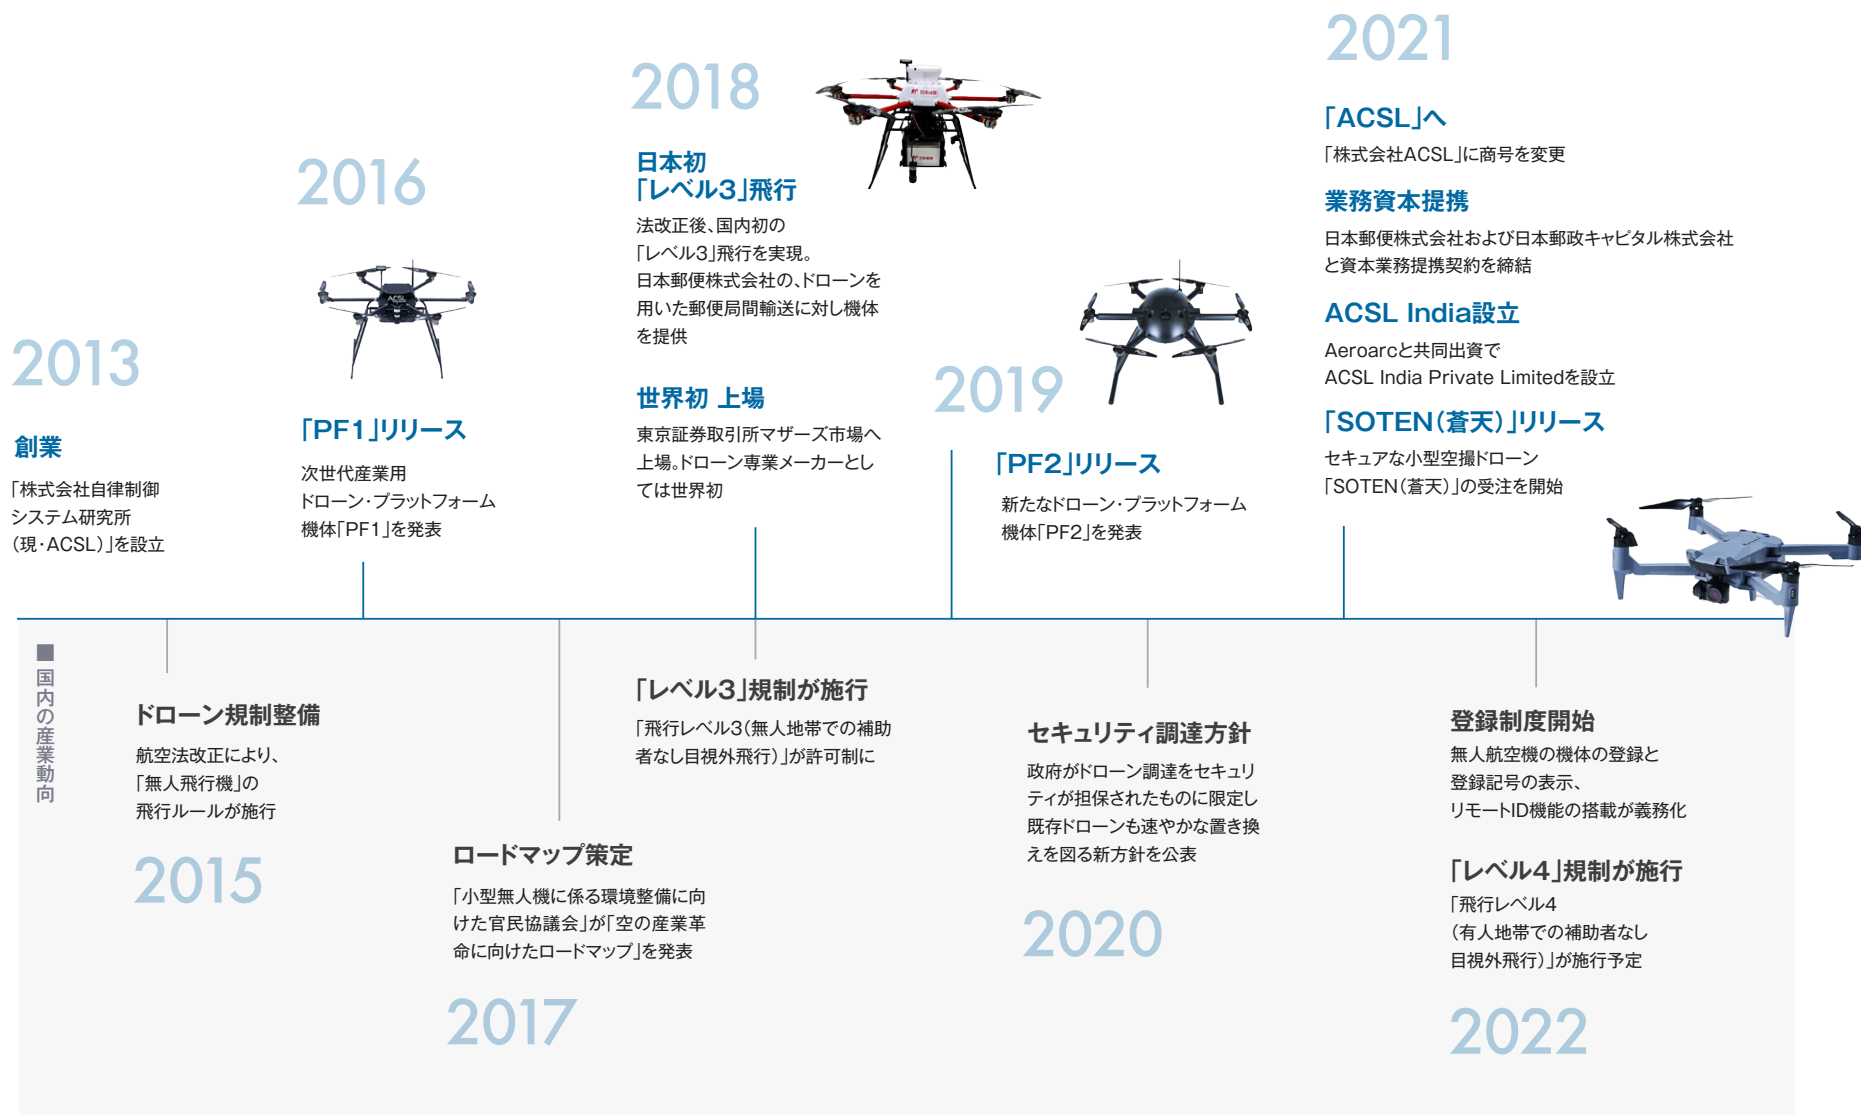 2013
創業
「株式会社自律制御
システム研究所
（現・ACSL）」を設立
2016
ACSL
「PF1」リリース
次世代産業用
ドローン・プラットフォーム
機体「PF1」を発表
2018
日本初
「レベル3」飛行
法改正後、国内初の
「レベル3」飛行を実現。
日本郵便株式会社の、ドローンを
用いた郵便局間輸送に対し機体
を提供
世界初 上場
東京証券取引所マザーズ市場へ
上場。ドローン専業メーカーとし
ては世界初
2019
「PF2」リリース
新たなドローン・プラットフォーム
機体「PF2」を発表
2021
「ACSL」へ
「株式会社ACSL」に商号を変更
業務資本提携
日本郵便株式会社および日本郵政キャピタル株式会社
と資本業務提携契約を締結
ACSL India設立
Aeroarcと共同出資で
ACSL India Private Limitedを設立
「SOTEN（蒼天）」リリース
セキュアな小型空撮ドローン
「SOTEN（蒼天）」の受注を開始
■国内の産業動向
ドローン規制整備
航空法改正により、
「無人飛行機」の
飛行ルールが施行
2015
ロードマップ策定
「小型無人機に係る環境整備に向
けた官民協議会」が「空の産業革
命に向けたロードマップ」を発表
2017
「レベル3」規制が施行
「飛行レベル3（無人地帯での補助
者なし目視外飛行）」が許可制に
セキュリティ調達方針
政府がドローン調達をセキュリ
ティが担保されたものに限定し
既存ドローンも速やかな置き換
えを図る新方針を公表
2020
登録制度開始
無人航空機の機体の登録と
登録記号の表示、
リモートID機能の搭載が義務化
「レベル4」規制が施行
「飛行レベル4
（有人地帯での補助者なし
目視外飛行）」が施行予定
2022